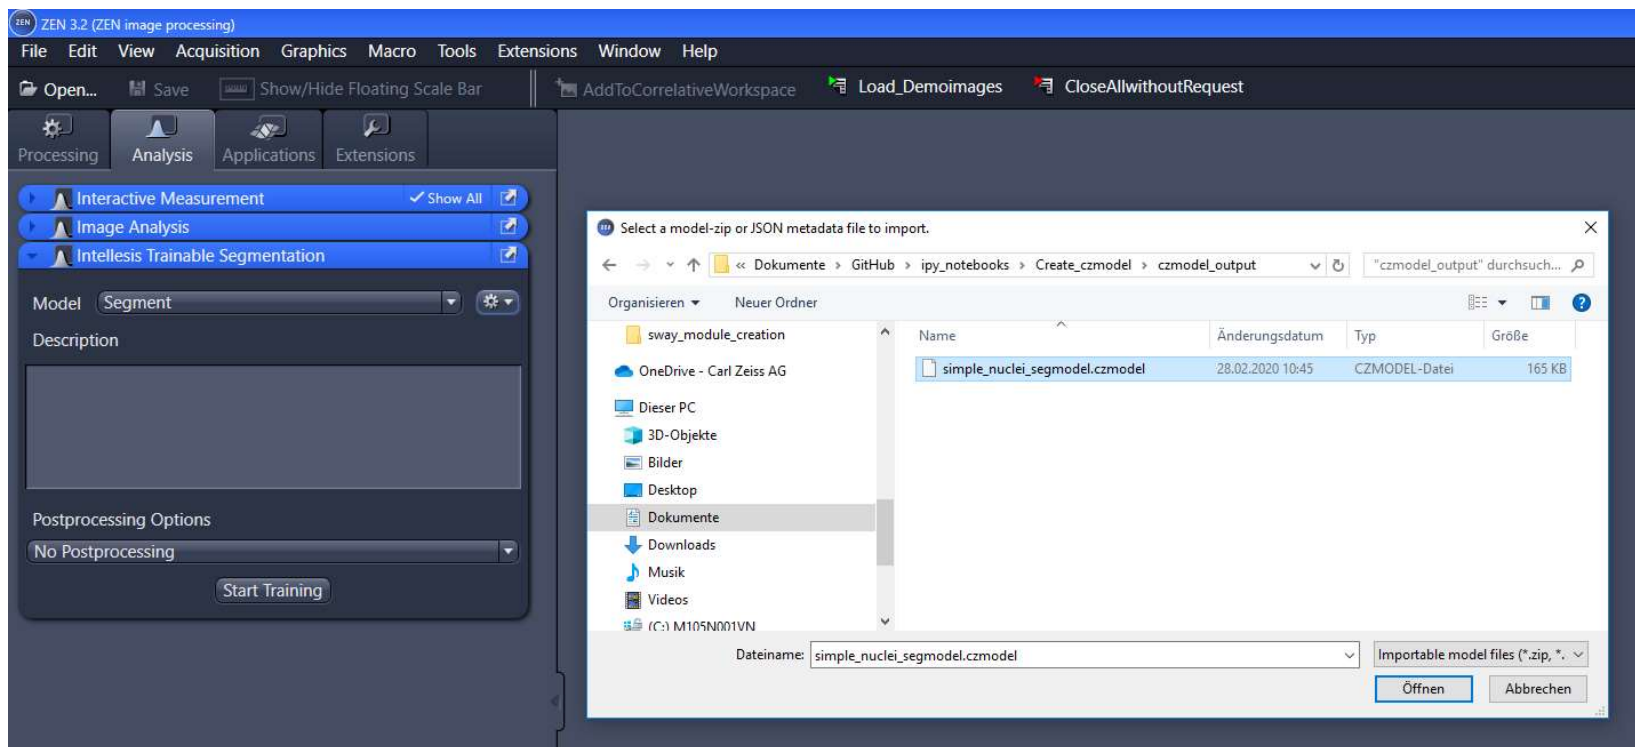 ZEN ZEN 3.2 (ZEN image processing)
File Edit View Acquisition Graphics Macro Tools Extensions Window Help
Open... Save Show/Hide Floating Scale Bar AddToCorrelativeWorkspace Load_Demoimages CloseAllwithoutRequest
Processing Analysis Applications Extensions
Interactive Measurement Show All
Image Analysis
Intellesis Trainable Segmentation
Model Segment
Description
Postprocessing Options
No Postprocessing
Start Training
Select a model-zip or JSON metadata file to import.
« Dokumente › GitHub › ipy_notebooks › Create_czmodel › czmodel_output "czmodel_output" durchsuch...
Organisieren Neuer Ordner
sway_module_creation
OneDrive - Carl Zeiss AG
Dieser PC
3D-Objekte
Bilder
Desktop
Dokumente
Downloads
Musik
Videos
(C:) M105N001VN
Name Änderungsdatum Typ Größe
simple_nuclei_segmodel.czmodel 28.02.2020 10:45 CZMODEL-Datei 165 KB
Dateiname: simple_nuclei_segmodel.czmodel Importable model files (*.zip, *.
Öffnen Abbrechen